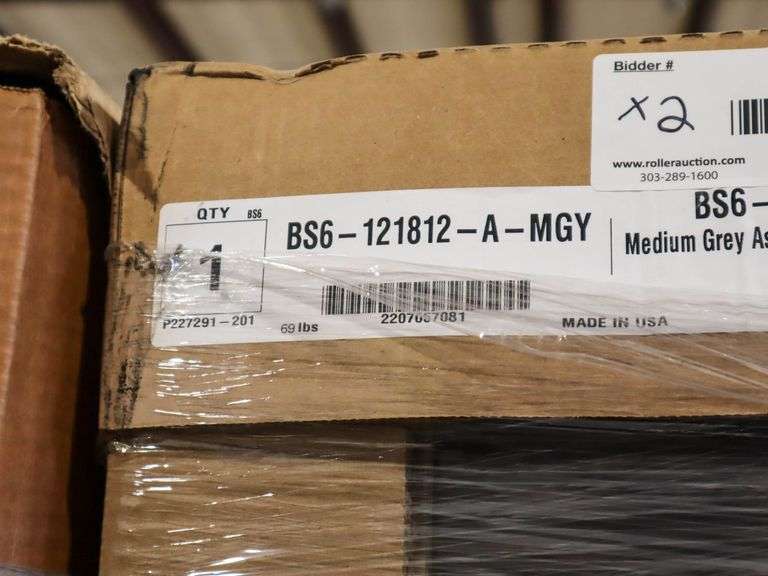 Bidder #
x2
www.rollerauction.com
303-289-1600
QTY BS6
1
P227291-201
BS6-121812-A-MGY
69 lbs
2207037081
MADE IN USA
BS6-
Medium Grey As